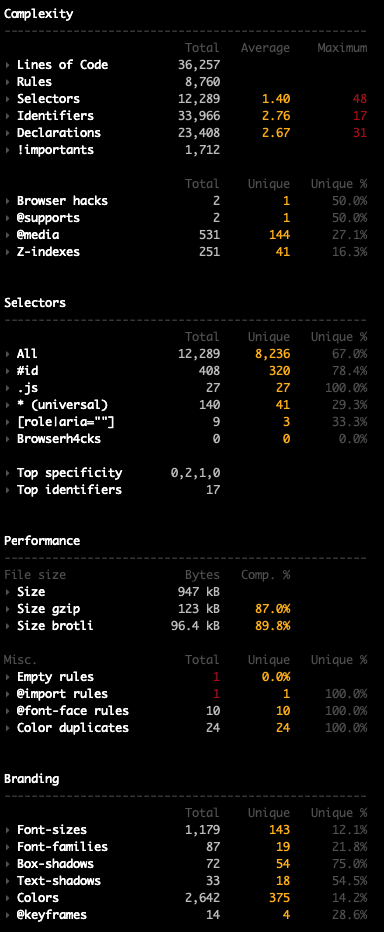 Complexity
Total Average Maximum
Lines of Code 36,257
Rules 8,760
Selectors 12,289 1.40 48
Identifiers 33,966 2.76 17
Declarations 23,408 2.67 31
!importants 1,712
Total Unique Unique %
Browser hacks 2 1 50.0%
@supports 2 1 50.0%
@media 531 144 27.1%
Z-indexes 251 41 16.3%
Selectors
Total Unique Unique %
All 12,289 8,236 67.0%
#id 408 320 78.4%
.js 27 27 100.0%
* (universal) 140 41 29.3%
[role|aria=""] 9 3 33.3%
Browserh4cks 0 0 0.0%
Top specificity 0,2,1,0
Top identifiers 17
Performance
File size Bytes Comp. %
Size 947 kB
Size gzip 123 kB 87.0%
Size brotli 96.4 kB 89.8%
Misc. Total Unique Unique %
Empty rules 1 0.0%
@import rules 1 1 100.0%
@font-face rules 10 10 100.0%
Color duplicates 24 24 100.0%
Branding
Total Unique Unique %
Font-sizes 1,179 143 12.1%
Font-families 87 19 21.8%
Box-shadows 72 54 75.0%
Text-shadows 33 18 54.5%
Colors 2,642 375 14.2%
@keyframes 14 4 28.6%